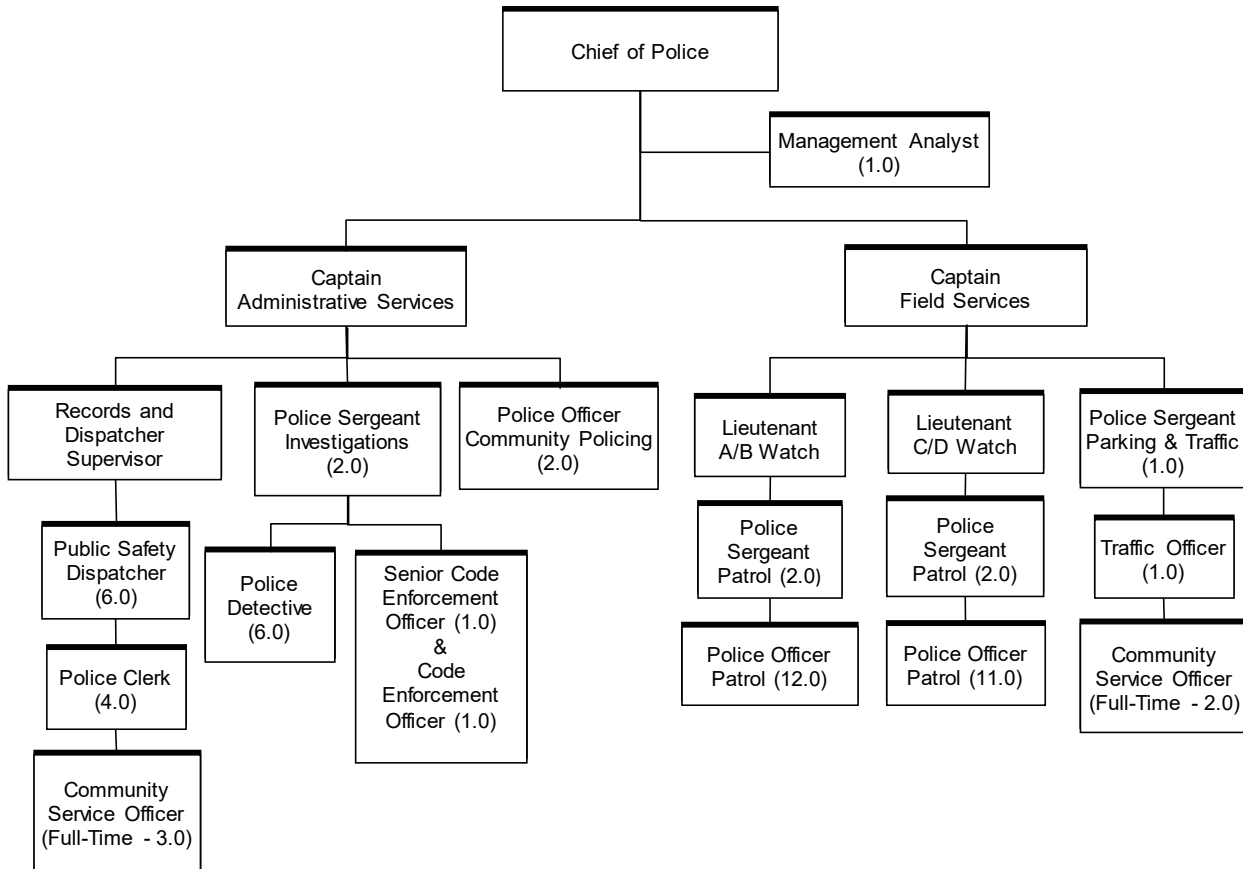 Chief of Police
Management Analyst
(1.0)
Captain
Administrative Services
Captain
Field Services
Records and
Dispatcher
Supervisor
Police Sergeant
Investigations
(2.0)
Police Officer
Community Policing
(2.0)
Lieutenant
A/B Watch
Lieutenant
C/D Watch
Police Sergeant
Parking & Traffic
(1.0)
Public Safety
Dispatcher
(6.0)
Police
Detective
(6.0)
Senior Code
Enforcement
Officer (1.0)
&
Code
Enforcement
Officer (1.0)
Police
Sergeant
Patrol (2.0)
Police
Sergeant
Patrol (2.0)
Traffic Officer
(1.0)
Police Clerk
(4.0)
Police Officer
Patrol (12.0)
Police Officer
Patrol (11.0)
Community
Service Officer
(Full-Time - 2.0)
Community
Service Officer
(Full-Time - 3.0)